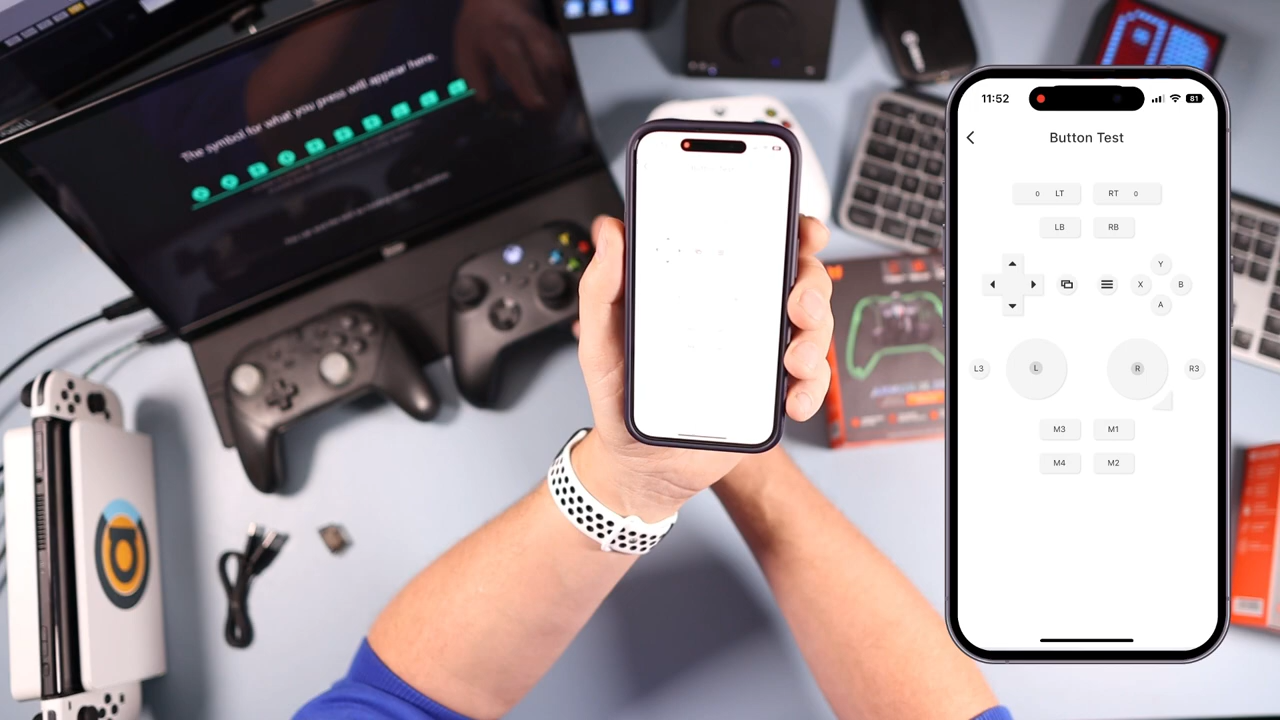 The symbol for what you press will appear here.
11:52
81
Button Test
0 LT
RT 0
LB
RB
Y
X
B
A
L3
L
R
R3
M3
M1
M4
M2